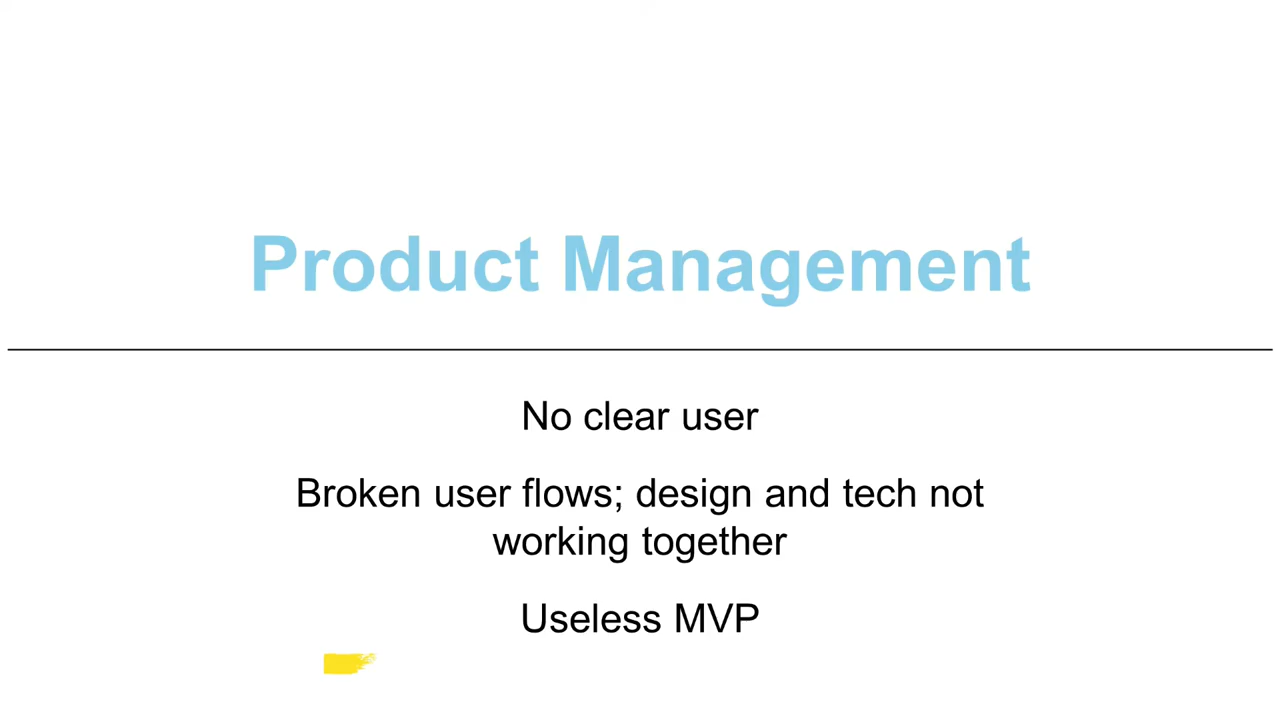 Product Management
No clear user
Broken user flows; design and tech not
working together
Useless MVP